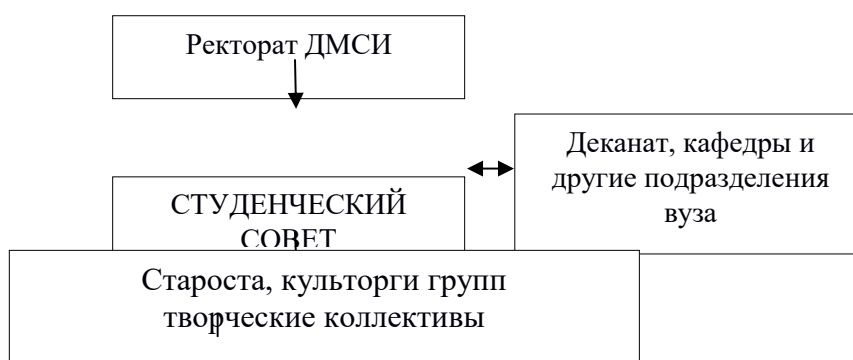 Ректорат ДМСИ
Деканат, кафедры и
другие подразделения
вуза
СТУДЕНЧЕСКИЙ
СОВЕТ
Староста, культорги групп
творческие коллективы